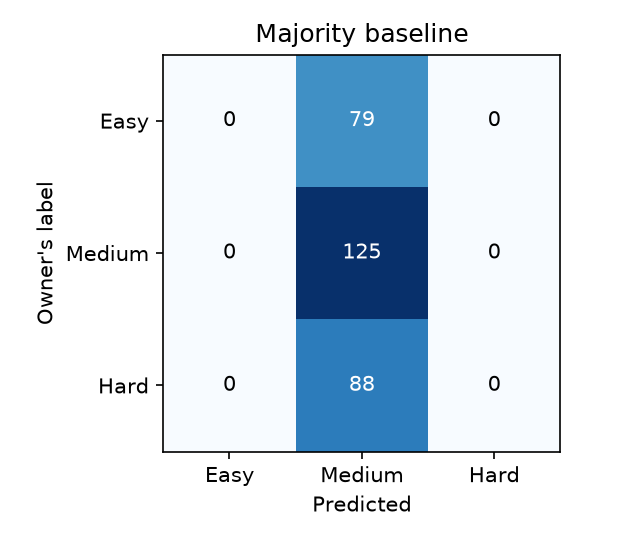 Majority baseline
Owner's label
Easy 0 79 0
Medium 0 125 0
Hard 0 88 0
Easy Medium Hard
Predicted